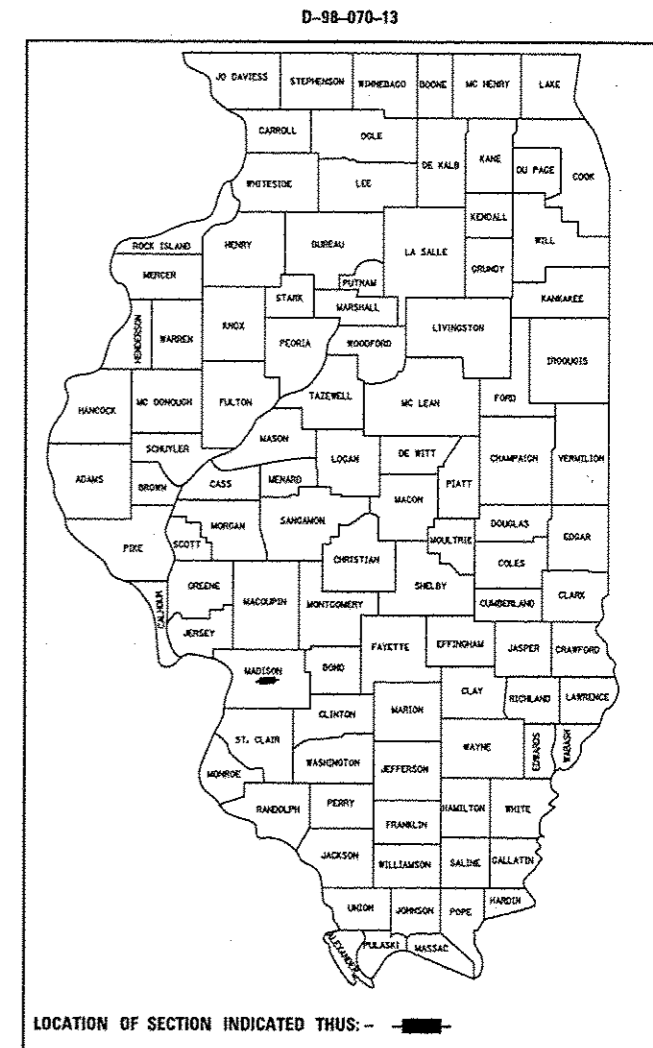 D-98-070-13
JO DAVIESS STEPHENSON WINNEBAGO BOONE MC HENRY LAKE
CARROLL OGLE
DE KALB KANE DU PAGE COOK
WHITESIDE LEE
KENDALL
ROCK ISLAND HENRY BUREAU LA SALLE GRUNDY WILL
MERCER PUTNAM
STARK MARSHALL KANKAKEE
HENDERSON WARREN KNOX PEORIA WOODFORD LIVINGSTON
IROQUOIS
TAZEWELL MC LEAN FORD
HANCOCK MC DONOUGH FULTON
MASON
SCHUYLER LOGAN DE WITT CHAMPAIGN VERMILION
ADAMS BROWN CASS MENARD MACON PIATT
PIKE SCOTT MORGAN SANGAMON MOULTRIE DOUGLAS EDGAR
CHRISTIAN COLES
GREENE SHELBY
CALHOUN MACOUPIN MONTGOMERY CUMBERLAND CLARK
JERSEY
FAYETTE EFFINGHAM JASPER CRAWFORD
MADISON BOND
CLAY RICHLAND LAWRENCE
CLINTON MARION
ST. CLAIR WAYNE EDWARDS WABASH
WASHINGTON JEFFERSON
MONROE
RANDOLPH PERRY HAMILTON WHITE
FRANKLIN
JACKSON WILLIAMSON SALINE GALLATIN
UNION JOHNSON POPE HARDIN
ALEXANDER PULASKI MASSAC
LOCATION OF SECTION INDICATED THUS: -